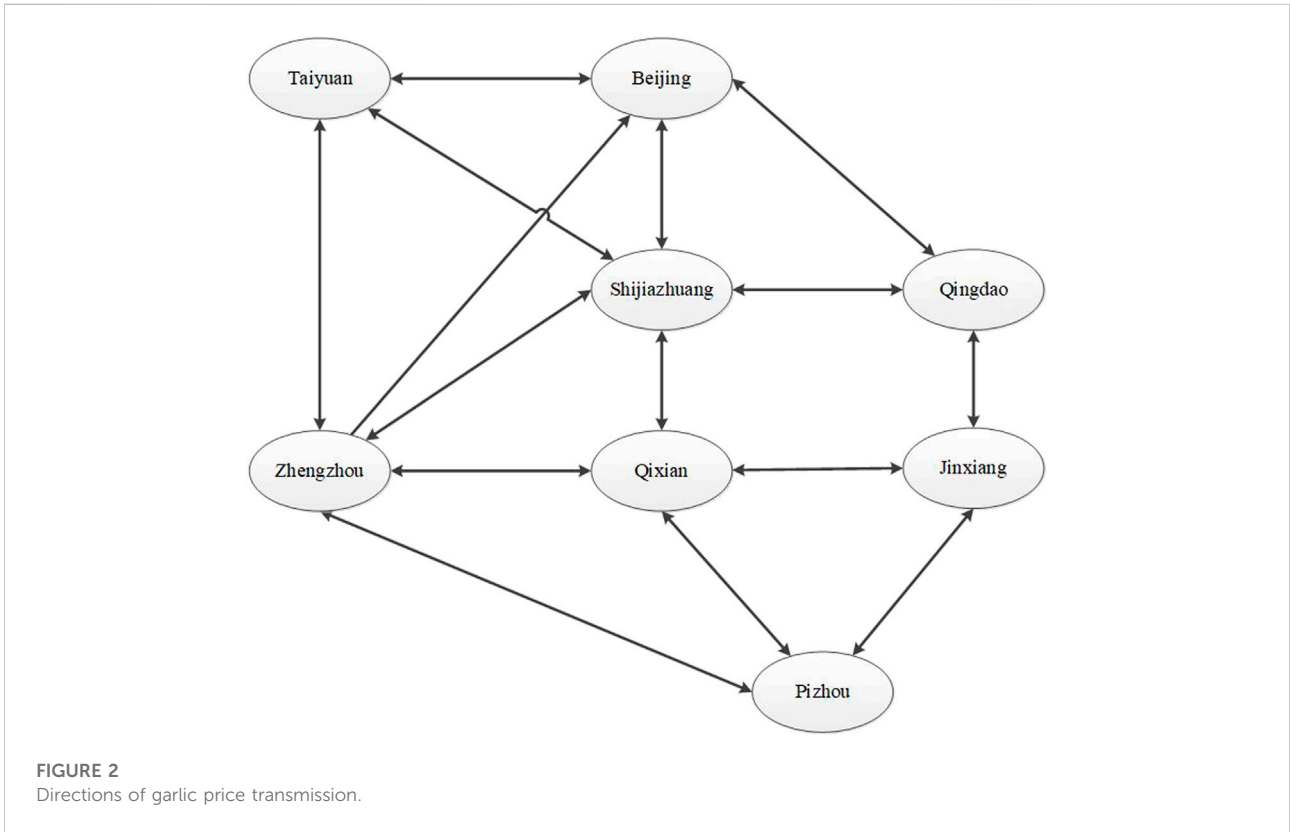 Taiyuan
Beijing
Shijiazhuang
Qingdao
Zhengzhou
Qixian
Jinxiang
Pizhou
FIGURE 2
Directions of garlic price transmission.